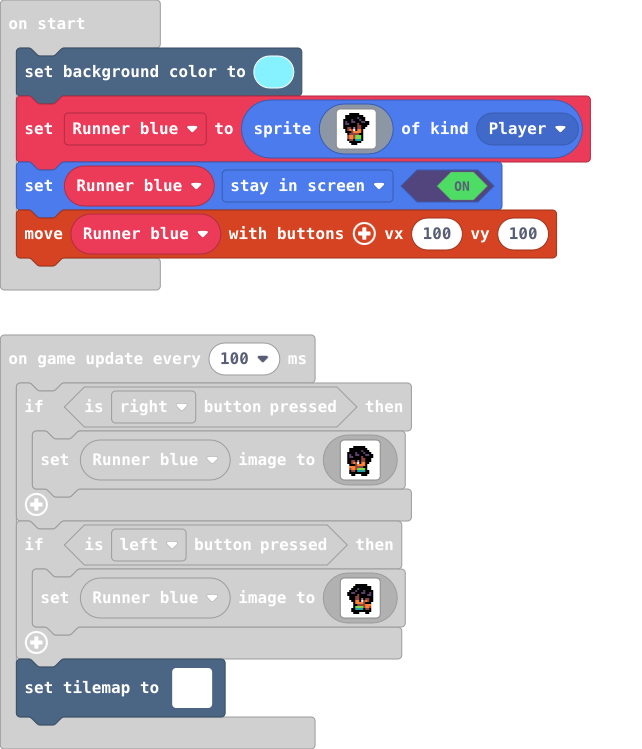 on start
set background color to
set Runner blue to sprite of kind Player
set Runner blue stay in screen ON
move Runner blue with buttons vx 100 vy 100
on game update every 100 ms
if is right button pressed then
set Runner blue image to
if is left button pressed then
set Runner blue image to
set tilemap to